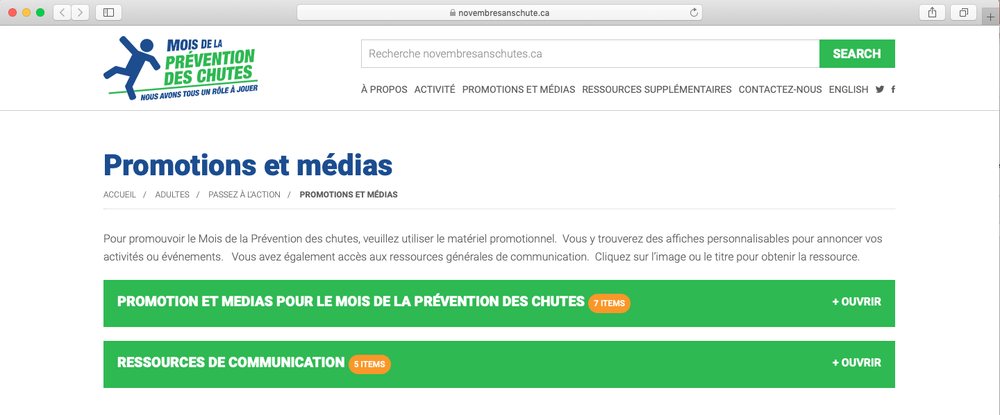 novembresanschute.ca
MOIS DE LA
PRÉVENTION
DES CHUTES
NOUS AVONS TOUS UN RÔLE À JOUER
Recherche novembresanschutes.ca
SEARCH
À PROPOS ACTIVITÉ PROMOTIONS ET MÉDIAS RESSOURCES SUPPLÉMENTAIRES CONTACTEZ-NOUS ENGLISH
Promotions et médias
ACCUEIL / ADULTES / PASSEZ À L'ACTION / PROMOTIONS ET MÉDIAS
Pour promouvoir le Mois de la Prévention des chutes, veuillez utiliser le matériel promotionnel. Vous y trouverez des affiches personnalisables pour annoncer vos
activités ou événements. Vous avez également accès aux ressources générales de communication. Cliquez sur l'image ou le titre pour obtenir la ressource.
PROMOTION ET MEDIAS POUR LE MOIS DE LA PRÉVENTION DES CHUTES 7 ITEMS + OUVRIR
RESSOURCES DE COMMUNICATION 5 ITEMS + OUVRIR